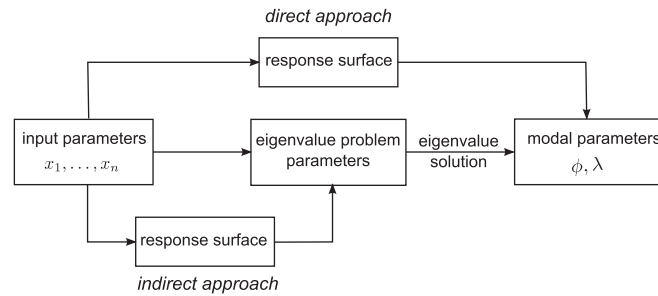 direct approach
response surface
input parameters
x₁, . . . , xₙ
eigenvalue problem
parameters
eigenvalue
solution
modal parameters
ϕ, λ
response surface
indirect approach